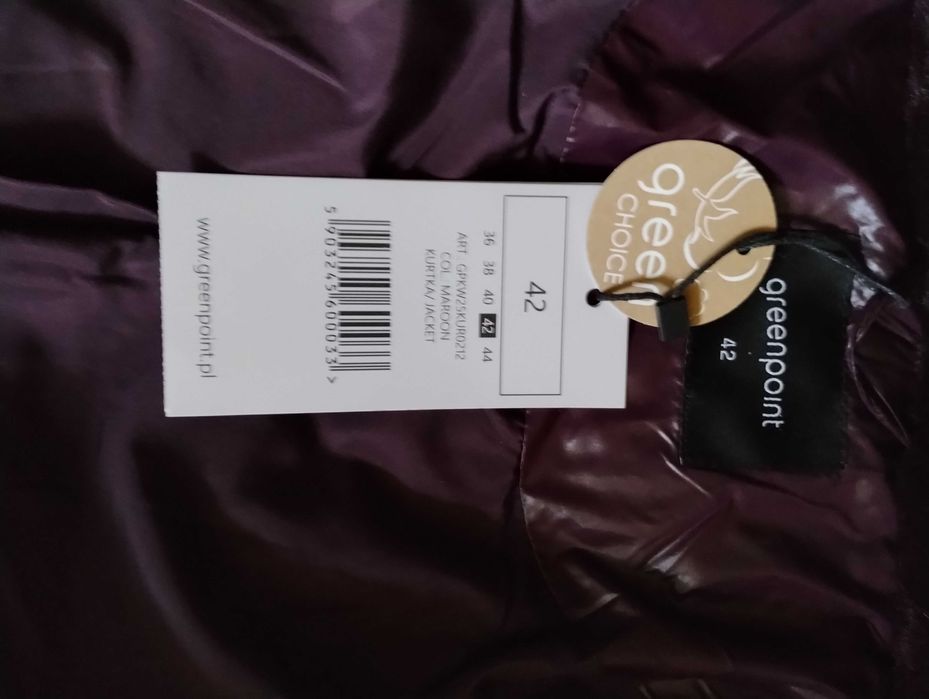 greenpoint
42
green
CHOICE
42
36 38 40 42 44
ART.: GPKW25KUR0212
COL. MAROON
KURTKA/ JACKET
5 903245 600033 >
www.greenpoint.pl